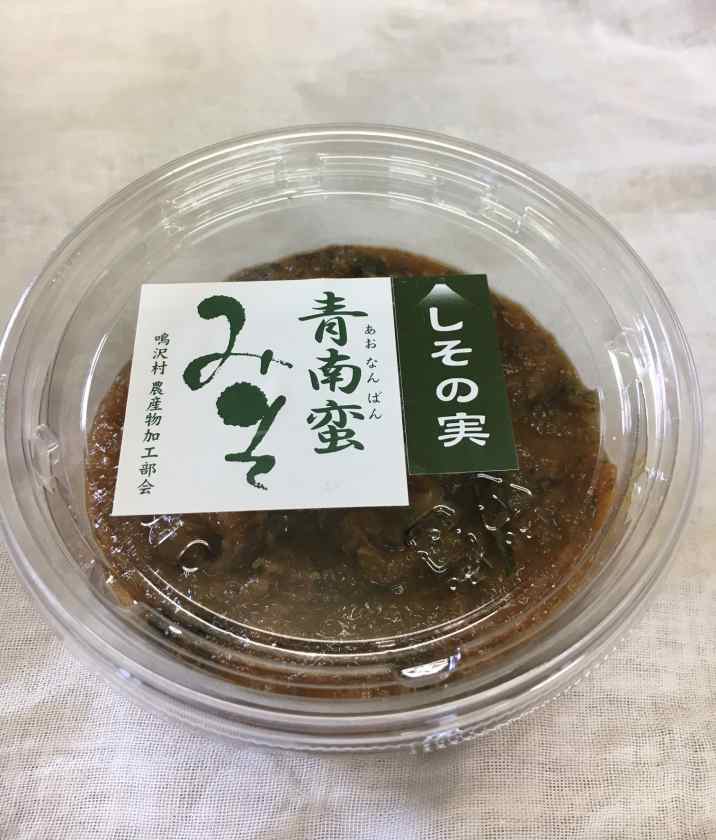 しその実
青南蛮
あおなんばん
みそ
鳴沢村 農産物加工部会